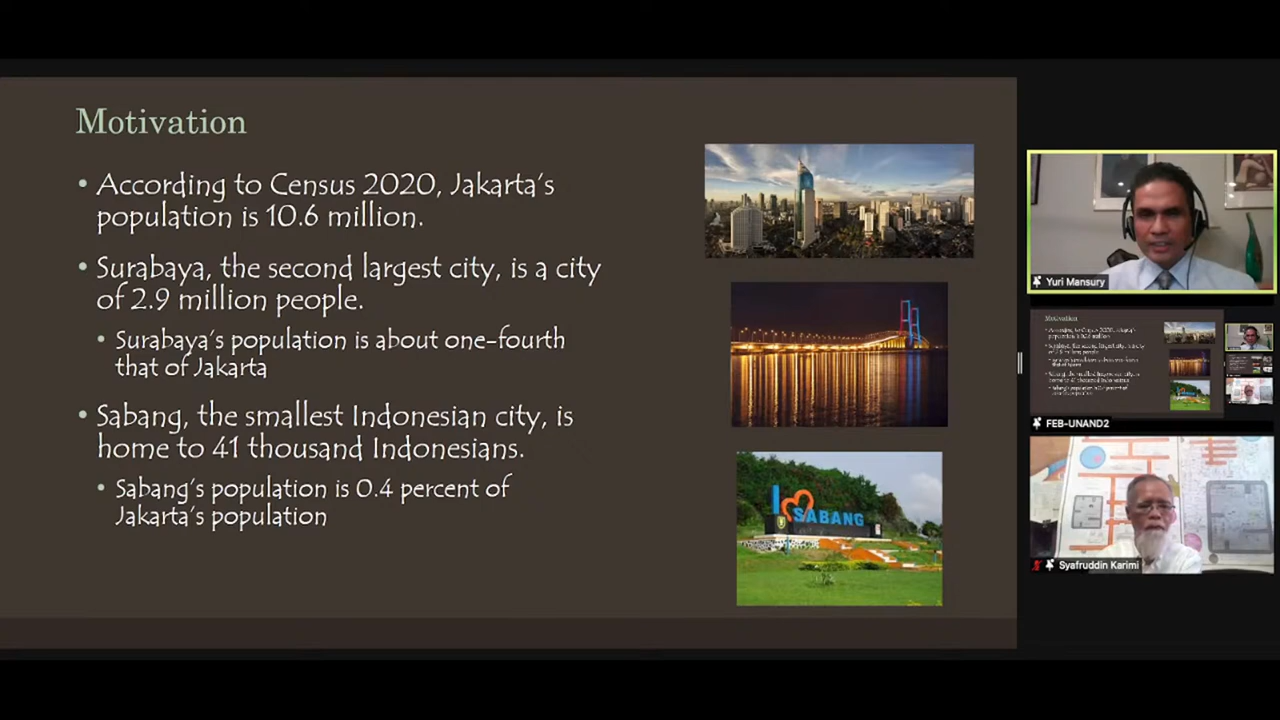 Motivation
• According to Census 2020, Jakarta's
population is 10.6 million.
• Surabaya, the second largest city, is a city
of 2.9 million people.
• Surabaya's population is about one-fourth
that of Jakarta
• Sabang, the smallest Indonesian city, is
home to 41 thousand Indonesians.
• Sabang's population is 0.4 percent of
Jakarta's population
I SABANG
Yuri Mansury
Motivation
FEB-UNAND2
Syafruddin Karimi